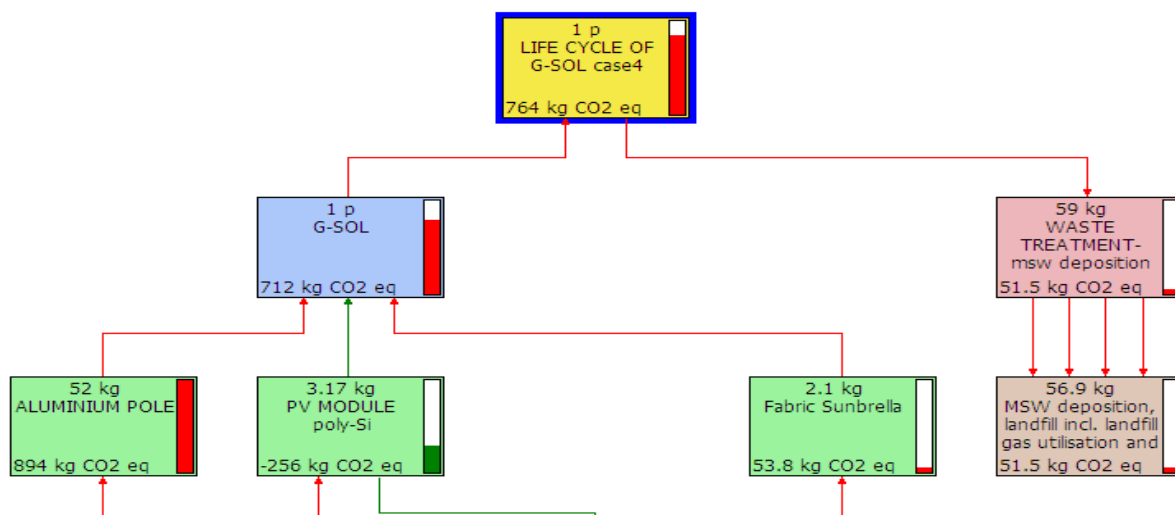 1 p
LIFE CYCLE OF
G-SOL case4
764 kg CO2 eq
1 p
G-SOL
712 kg CO2 eq
59 kg
WASTE
TREATMENT-
msw deposition
51.5 kg CO2 eq
52 kg
ALUMINIUM POLE
894 kg CO2 eq
3.17 kg
PV MODULE
poly-Si
-256 kg CO2 eq
2.1 kg
Fabric Sunbrella
53.8 kg CO2 eq
56.9 kg
MSW deposition,
landfill incl. landfill
gas utilisation and
51.5 kg CO2 eq